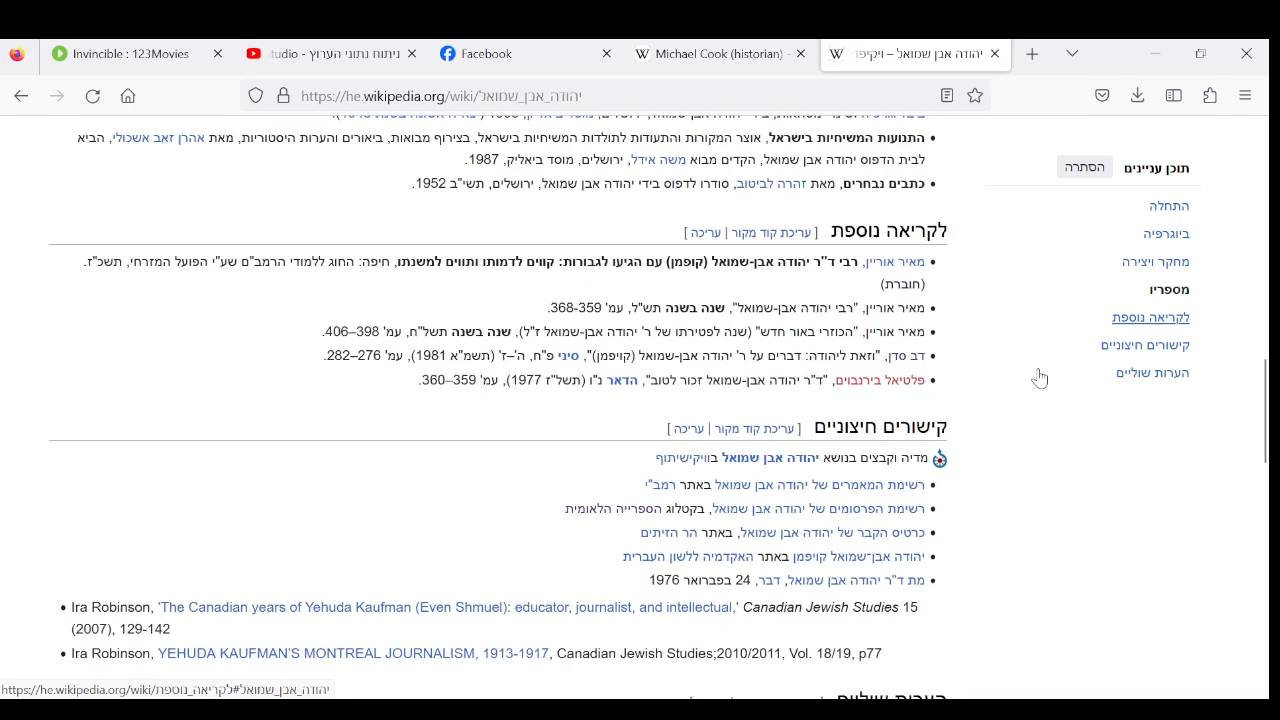 Invincible : 123Movies
ניתוח נתוני הערוץ - tudio
Facebook
Michael Cook (historian) -
יהודה אבן שמואל – ויקיפדי
https://he.wikipedia.org/wiki/יהודה_אבן_שמואל
תוכן עניינים
הסתרה
התחלה
ביוגרפיה
מחקר ויצירה
מספריו
לקריאה נוספת
קישורים חיצוניים
הערות שוליים
התנועות המשיחיות בישראל, אוצר המקורות והתעודות לתולדות המשיחיות בישראל, בצירוף מבואות, ביאורים והערות היסטוריות, מאת אהרן זאב אשכולי, הביא
לבית הדפוס יהודה אבן שמואל, הקדים מבוא משה אידל, ירושלים, מוסד ביאליק, 1987.
כתבים נבחרים, מאת זהרה לביטוב, סודרו לדפוס בידי יהודה אבן שמואל, ירושלים, תשי"ב 1952.
לקריאה נוספת [ עריכת קוד מקור | עריכה ]
מאיר אוריין, רבי ד"ר יהודה אבן-שמואל (קופמן) עם הגיעו לגבורות: קווים לדמותו ותווים למשנתו, חיפה: החוג ללמודי הרמב"ם שע"י הפועל המזרחי, תשכ"ז.
(חוברת)
מאיר אוריין, "רבי יהודה אבן-שמואל", שנה בשנה תש"ל, עמ' 368-359.
מאיר אוריין, "הכוזרי באור חדש" (שנה לפטירתו של ר' יהודה אבן-שמואל ז"ל), שנה בשנה תשל"ח, עמ' 398–406.
דב סדן, "וזאת ליהודה: דברים על ר' יהודה אבן-שמואל (קויפמן)", סיני פ"ח, ה'–ז' (תשמ"א 1981), עמ' 276–282.
פלטיאל בירנבוים, "ד"ר יהודה אבן-שמואל זכור לטוב", הדאר נ"ו (תשל"ז 1977), עמ' 359–360.
קישורים חיצוניים [ עריכת קוד מקור | עריכה ]
מדיה וקבצים בנושא יהודה אבן שמואל בוויקישיתוף
רשימת המאמרים של יהודה אבן שמואל באתר רמב"י
רשימת הפרסומים של יהודה אבן שמואל, בקטלוג הספרייה הלאומית
כרטיס הקבר של יהודה אבן שמואל, באתר הר הזיתים
יהודה אבן־שמואל קויפמן באתר האקדמיה ללשון העברית
מת ד"ר יהודה אבן שמואל, דבר, 24 בפברואר 1976
Ira Robinson, 'The Canadian years of Yehuda Kaufman (Even Shmuel): educator, journalist, and intellectual,' Canadian Jewish Studies 15
(2007), 129-142
Ira Robinson, YEHUDA KAUFMAN'S MONTREAL JOURNALISM, 1913-1917, Canadian Jewish Studies;2010/2011, Vol. 18/19, p77
https://he.wikipedia.org/wiki/יהודה_אבן_שמואל#לקריאה_נוספת